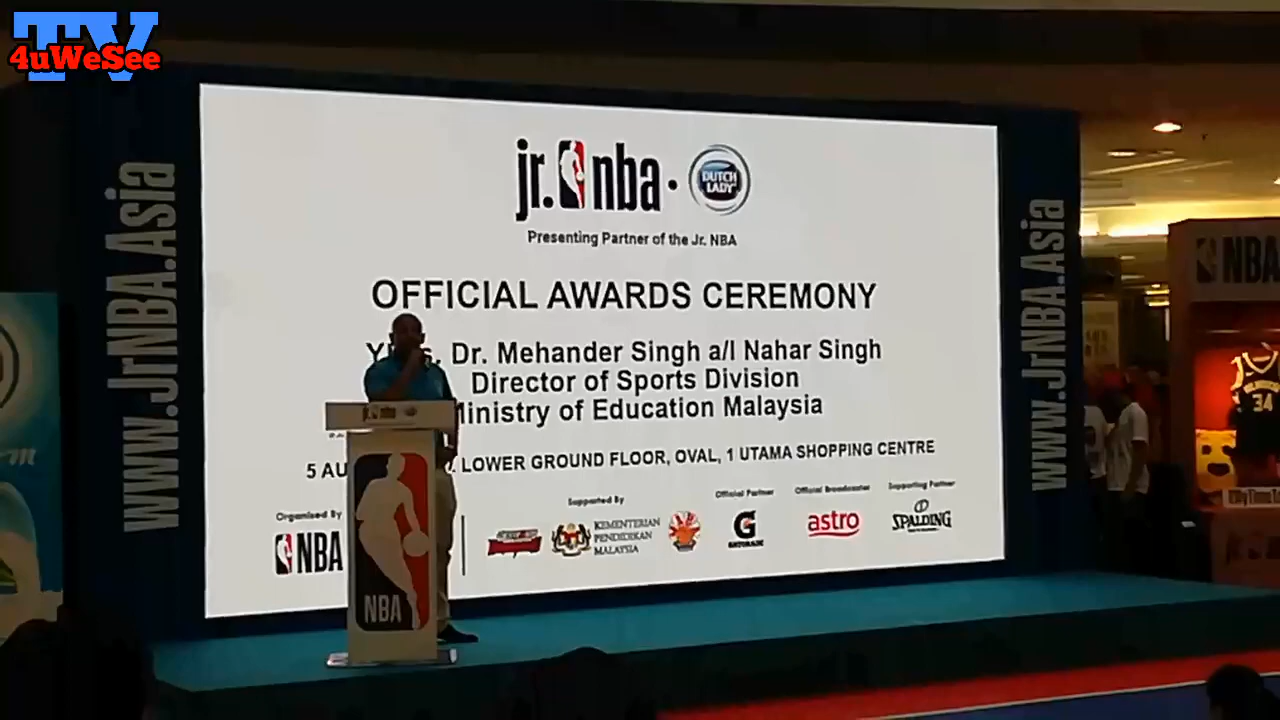 TV
4uWeSee
www.JrNBA.Asia
jr. nba · DUTCH LADY
Presenting Partner of the Jr. NBA
OFFICIAL AWARDS CEREMONY
Dr. Mehander Singh a/l Nahar Singh
Director of Sports Division
Ministry of Education Malaysia
5 AU
LOWER GROUND FLOOR, OVAL, 1 UTAMA SHOPPING CENTRE
Organised By
NBA
Supported By
KEMENTERIAN
PENDIDIKAN
MALAYSIA
Official Partner
G
GATORADE
Official Broadcaster
astro
Supporting Partner
SPALDING
NBA
www.JrNBA.Asia
NBA
34